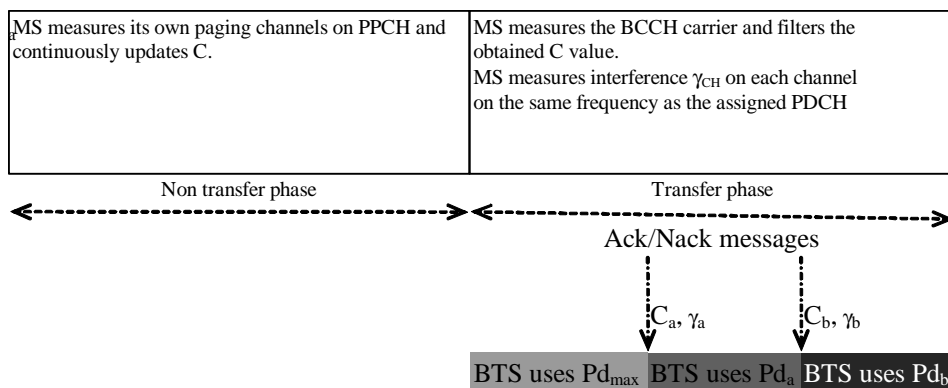 MS measures its own paging channels on PPCH and
continuously updates C.
a
MS measures the BCCH carrier and filters the
obtained C value.
MS measures interference γCH on each channel
on the same frequency as the assigned PDCH
Non transfer phase
Transfer phase
Ack/Nack messages
Ca, γa
Cb, γb
BTS uses Pdmax
BTS uses Pda
BTS uses Pdb